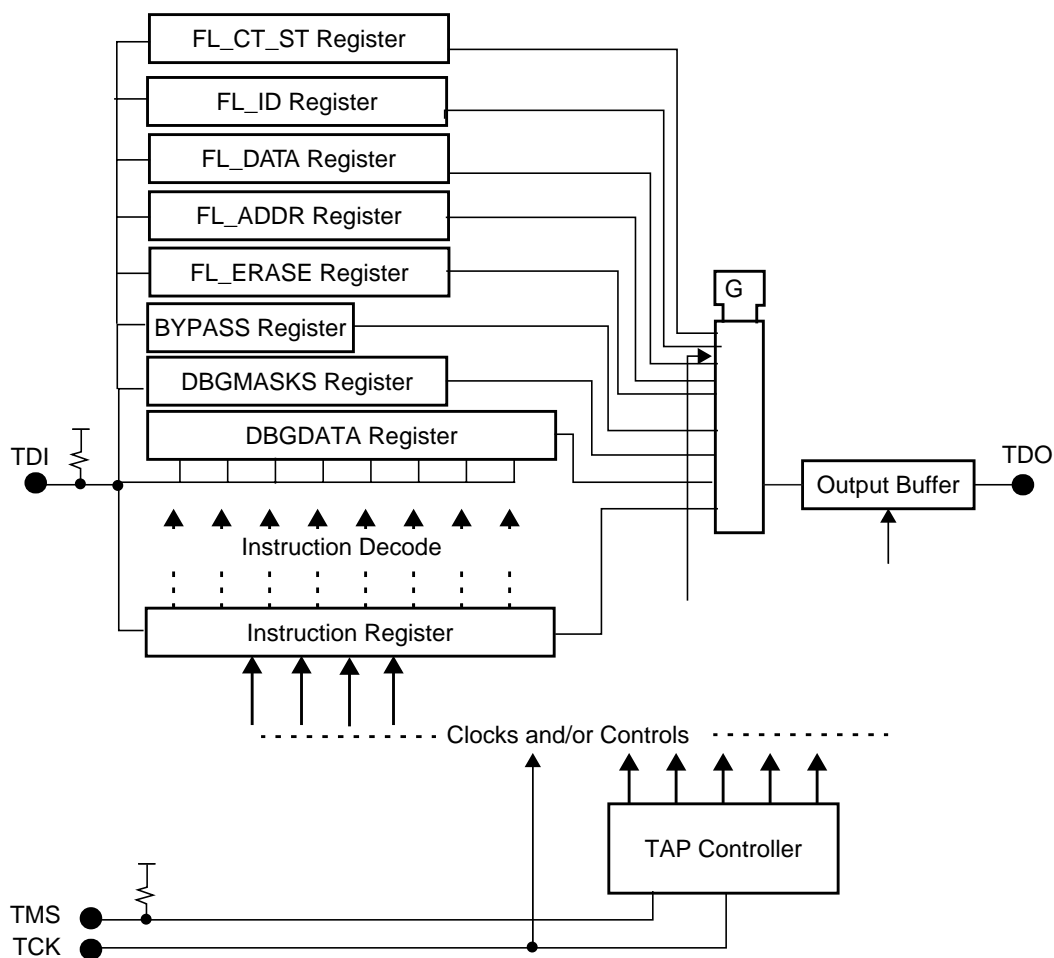 FL_CT_ST Register
FL_ID Register
FL_DATA Register
FL_ADDR Register
FL_ERASE Register
G
BYPASS Register
DBGMASKS Register
DBGDATA Register
TDI
TDO
Output Buffer
Instruction Decode
Instruction Register
Clocks and/or Controls
TAP Controller
TMS
TCK